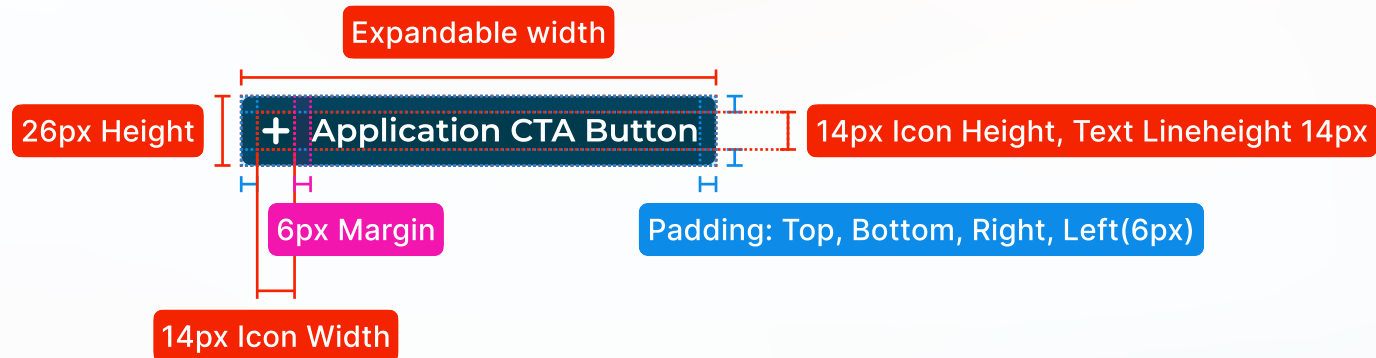 Expandable width
26px Height
+ Application CTA Button
14px Icon Height, Text Lineheight 14px
6px Margin
Padding: Top, Bottom, Right, Left(6px)
14px Icon Width